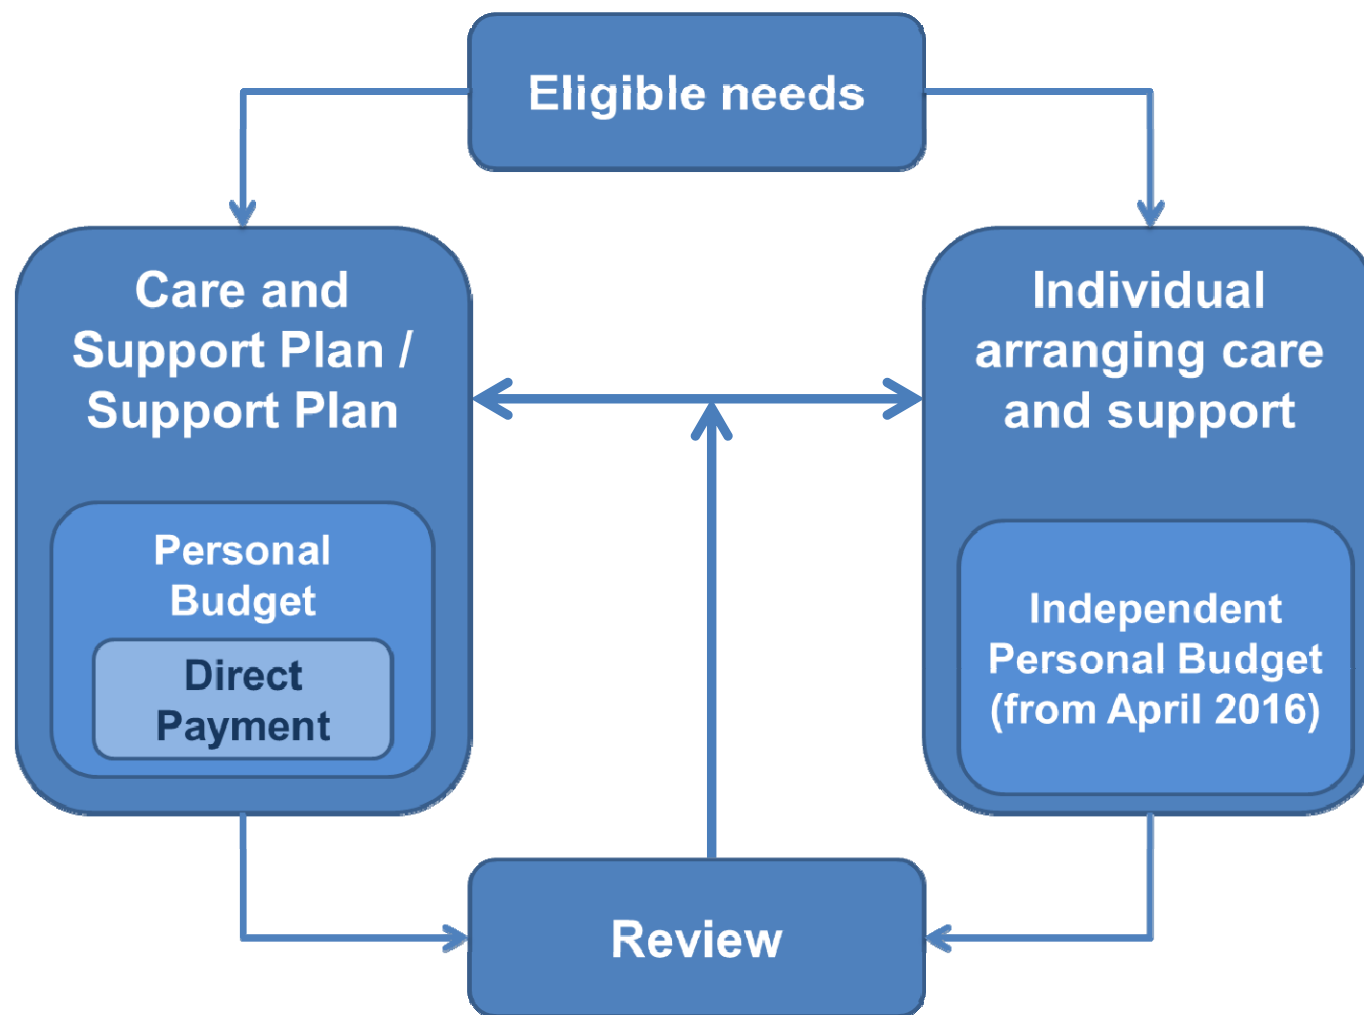 Eligible needs
Care and
Support Plan /
Support Plan
Personal
Budget
Direct
Payment
Individual
arranging care
and support
Independent
Personal Budget
(from April 2016)
Review